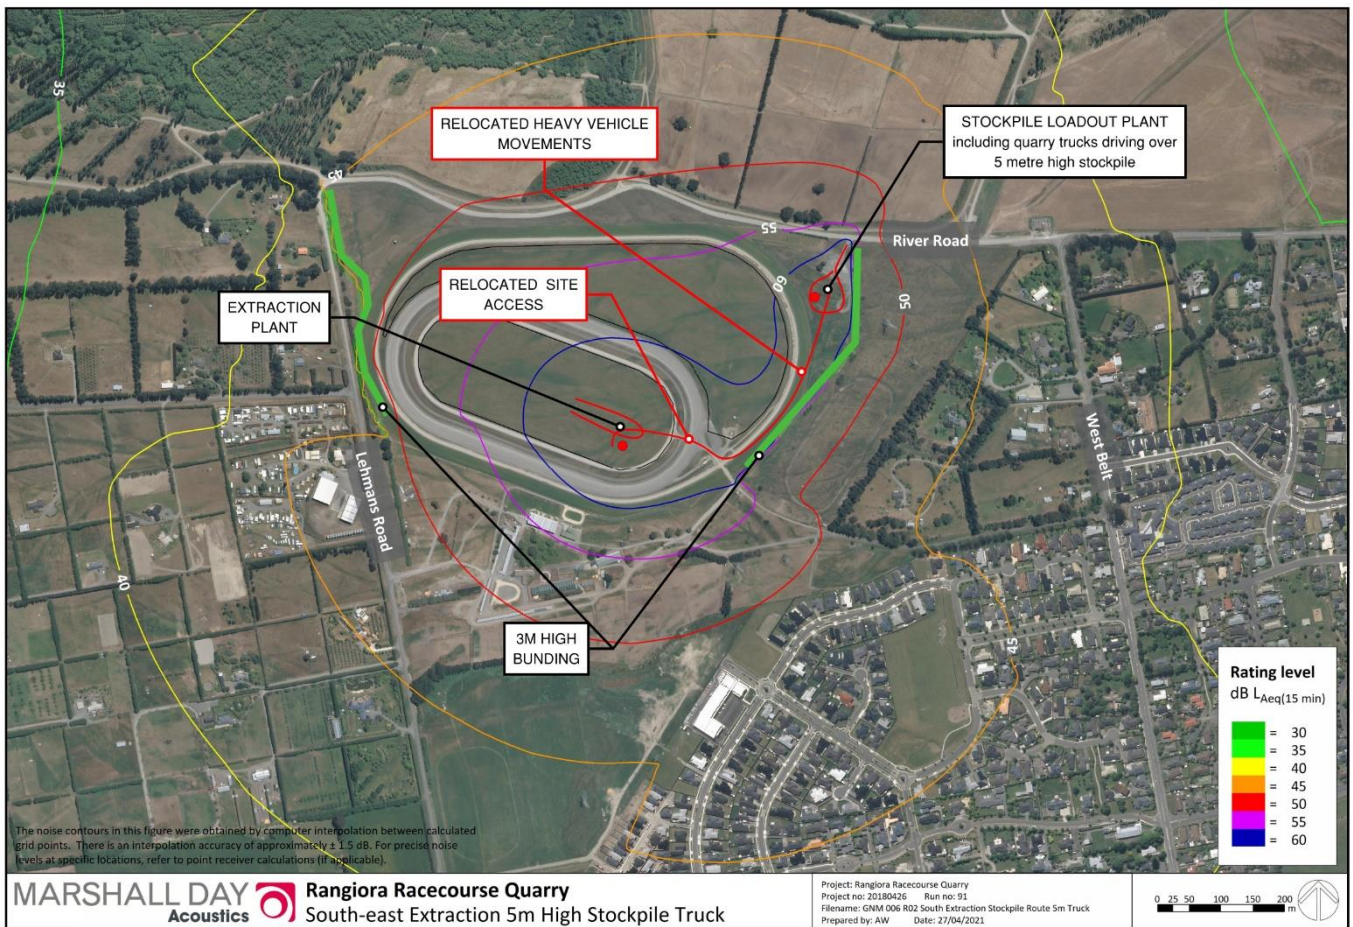 35
45
RELOCATED HEAVY VEHICLE
MOVEMENTS
STOCKPILE LOADOUT PLANT
including quarry trucks driving over
5 metre high stockpile
55
River Road
60
50
RELOCATED SITE
ACCESS
EXTRACTION
PLANT
West Belt
Lehmans Road
40
3M HIGH
BUNDING
45
Rating level
dB LAeq(15 min)
= 30
= 35
= 40
= 45
= 50
= 55
= 60
The noise contours in this figure were obtained by computer interpolation between calculated
grid points. There is an interpolation accuracy of approximately ± 1.5 dB. For precise noise
levels at specific locations, refer to point receiver calculations (if applicable).
MARSHALL DAY
Acoustics
Rangiora Racecourse Quarry
South-east Extraction 5m High Stockpile Truck
Project: Rangiora Racecourse Quarry
Project no: 20180426 Run no: 91
Filename: GNM 006 R02 South Extraction Stockpile Route 5m Truck
Prepared by: AW Date: 27/04/2021
0 25 50 100 150 200
m